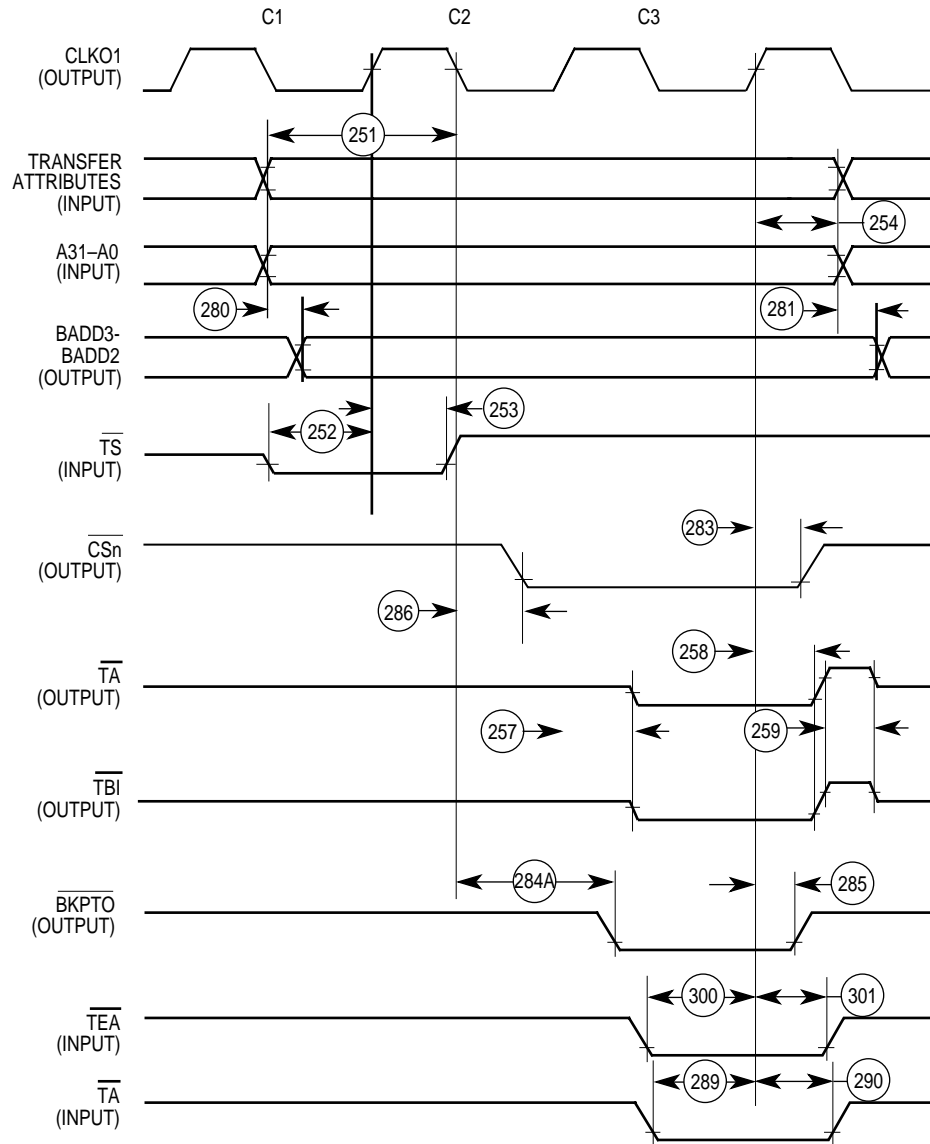 C1 C2 C3
CLKO1
(OUTPUT)
251
TRANSFER
ATTRIBUTES
(INPUT)
254
A31–A0
(INPUT)
280 281
BADD3-
BADD2
(OUTPUT)
253
252
TS
(INPUT)
283
CSn
(OUTPUT)
286
258
TA
(OUTPUT)
257 259
TBI
(OUTPUT)
284A 285
BKPTO
(OUTPUT)
300 301
TEA
(INPUT)
289 290
TA
(INPUT)